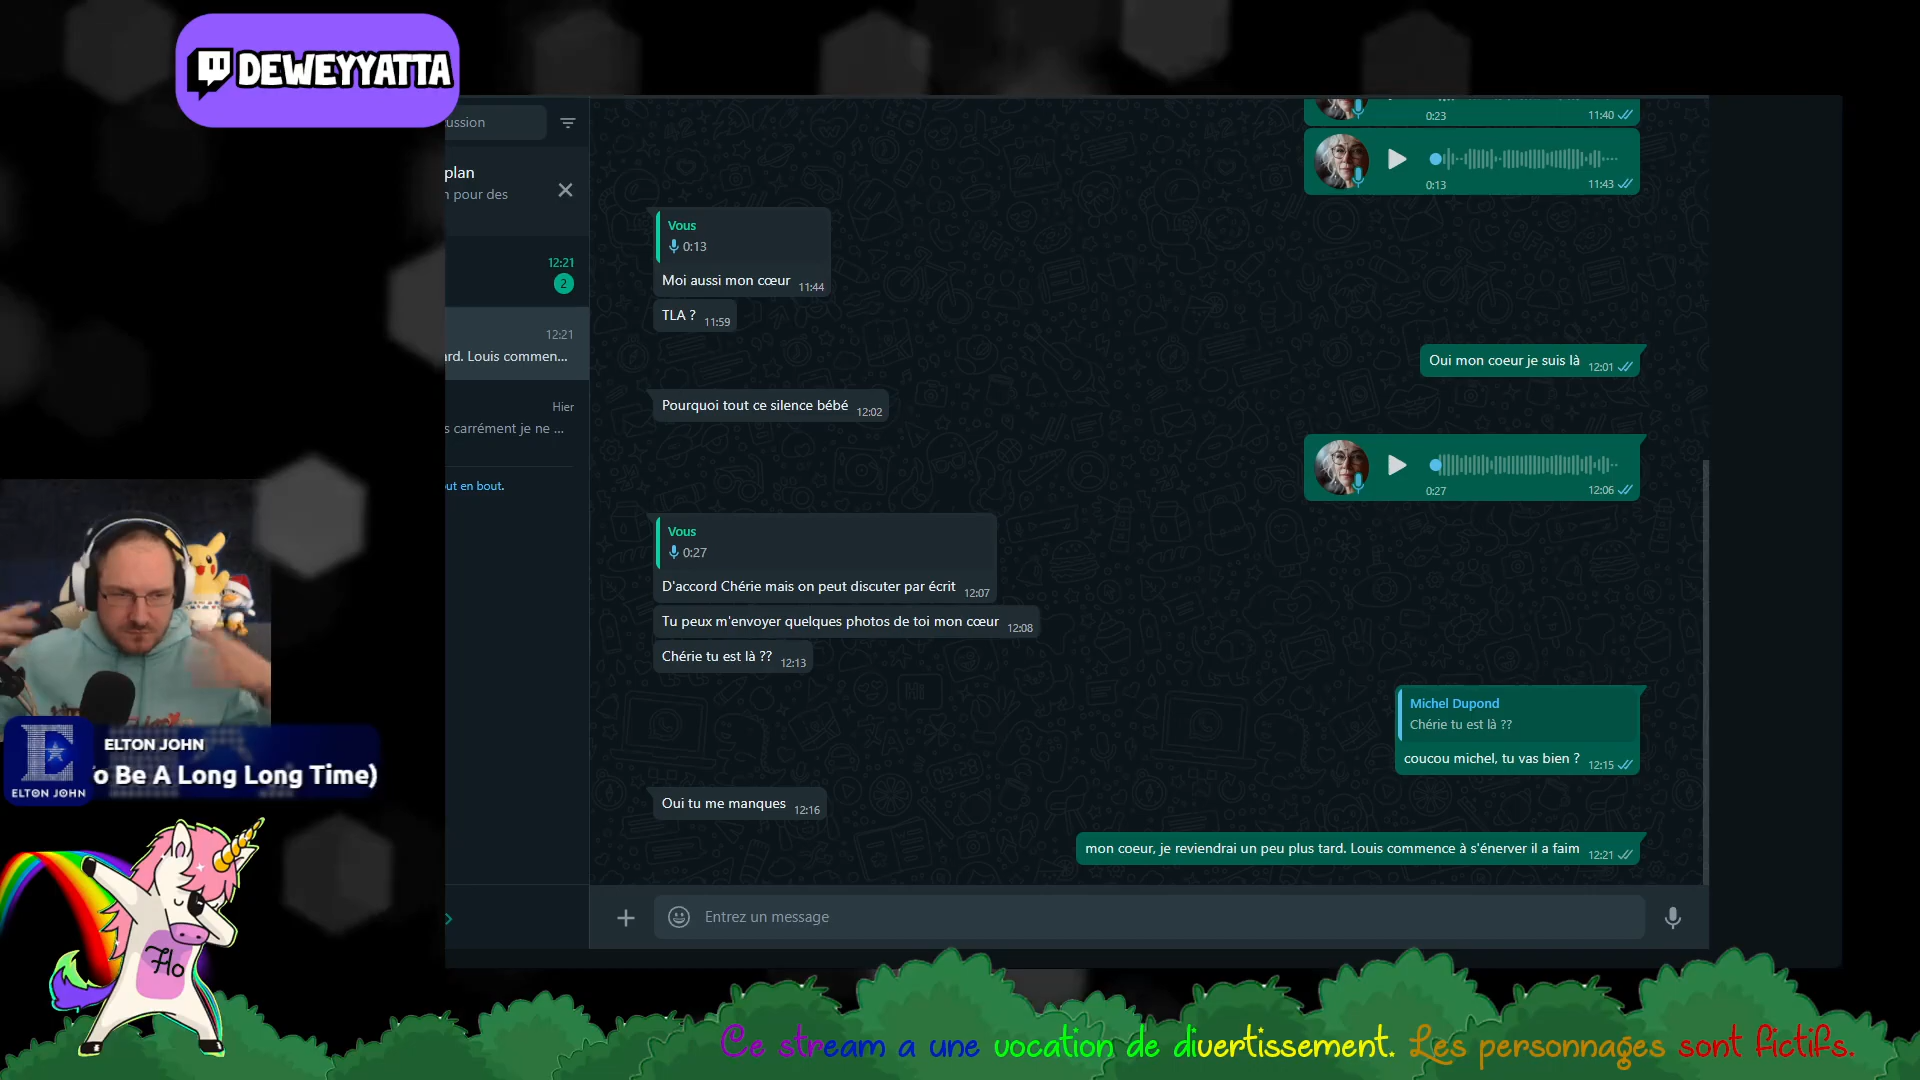 DEWEYYATTA
ussion
plan
n pour des
12:21
2
12:21
ard. Louis commen...
Hier
s carrément je ne ...
ut en bout.
0:23 11:40
0:13 11:43
Vous
0:13
Moi aussi mon cœur 11:44
TLA ? 11:59
Oui mon coeur je suis là 12:01
Pourquoi tout ce silence bébé 12:02
0:27 12:06
Vous
0:27
D'accord Chérie mais on peut discuter par écrit 12:07
Tu peux m'envoyer quelques photos de toi mon cœur 12:08
Chérie tu est là ?? 12:13
Michel Dupond
Chérie tu est là ??
coucou michel, tu vas bien ? 12:15
Oui tu me manques 12:16
mon coeur, je reviendrai un peu plus tard. Louis commence à s'énerver il a faim 12:21
Entrez un message
ELTON JOHN
o Be A Long Long Time)
E
ELTON JOHN
Flo
Ce stream a une vocation de divertissement. Les personnages sont fictifs.